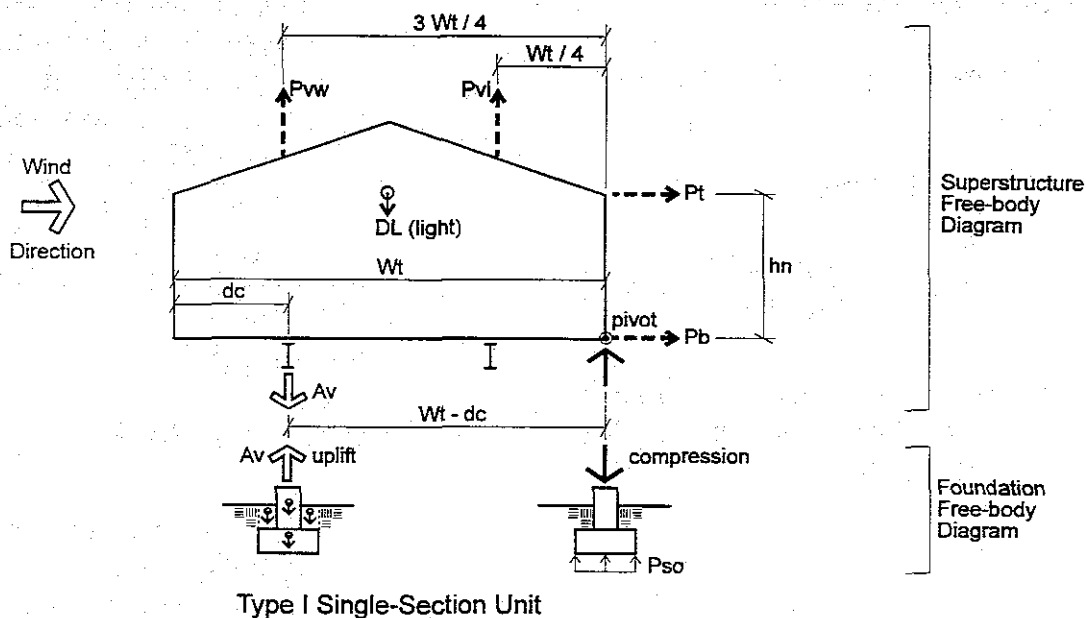 3 Wt / 4
Wt / 4
Pvw
Pvl
Wind
Direction
Pt
DL (light)
Wt
hn
dc
pivot
Pb
Av
Wt - dc
Av
uplift
compression
Pso
Superstructure
Free-body
Diagram
Foundation
Free-body
Diagram
Type I Single-Section Unit